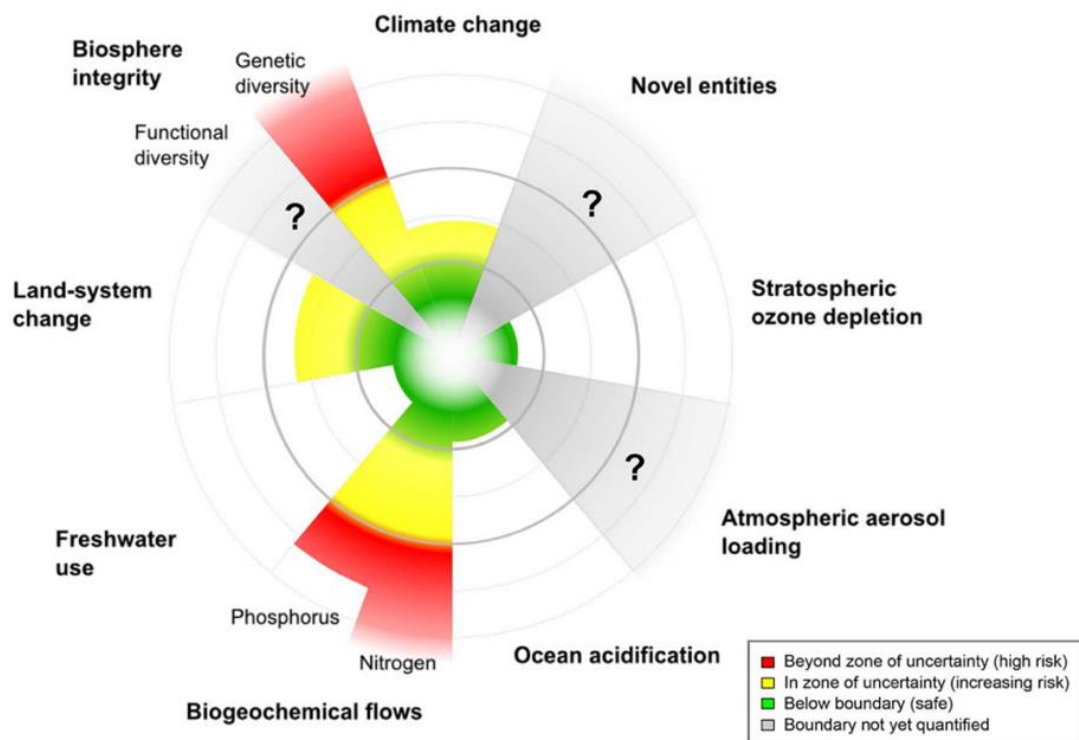 Climate change
Biosphere
integrity
Genetic
diversity
Novel entities
Functional
diversity
?
?
Land-system
change
Stratospheric
ozone depletion
?
Atmospheric aerosol
loading
Freshwater
use
Phosphorus
Nitrogen
Ocean acidification
Biogeochemical flows
Beyond zone of uncertainty (high risk)
In zone of uncertainty (increasing risk)
Below boundary (safe)
Boundary not yet quantified